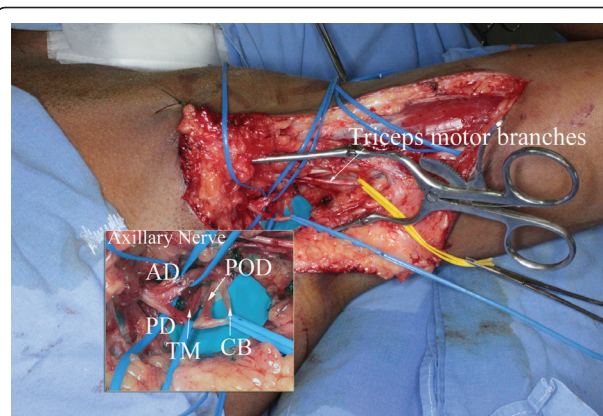 Triceps motor branches
Axillary Nerve
AD
POD
PD
TM
CB